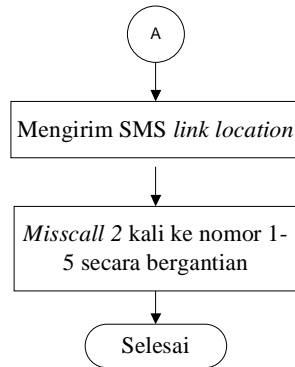 A
Mengirim SMS link location
Misscall 2 kali ke nomor 1-
5 secara bergantian
Selesai